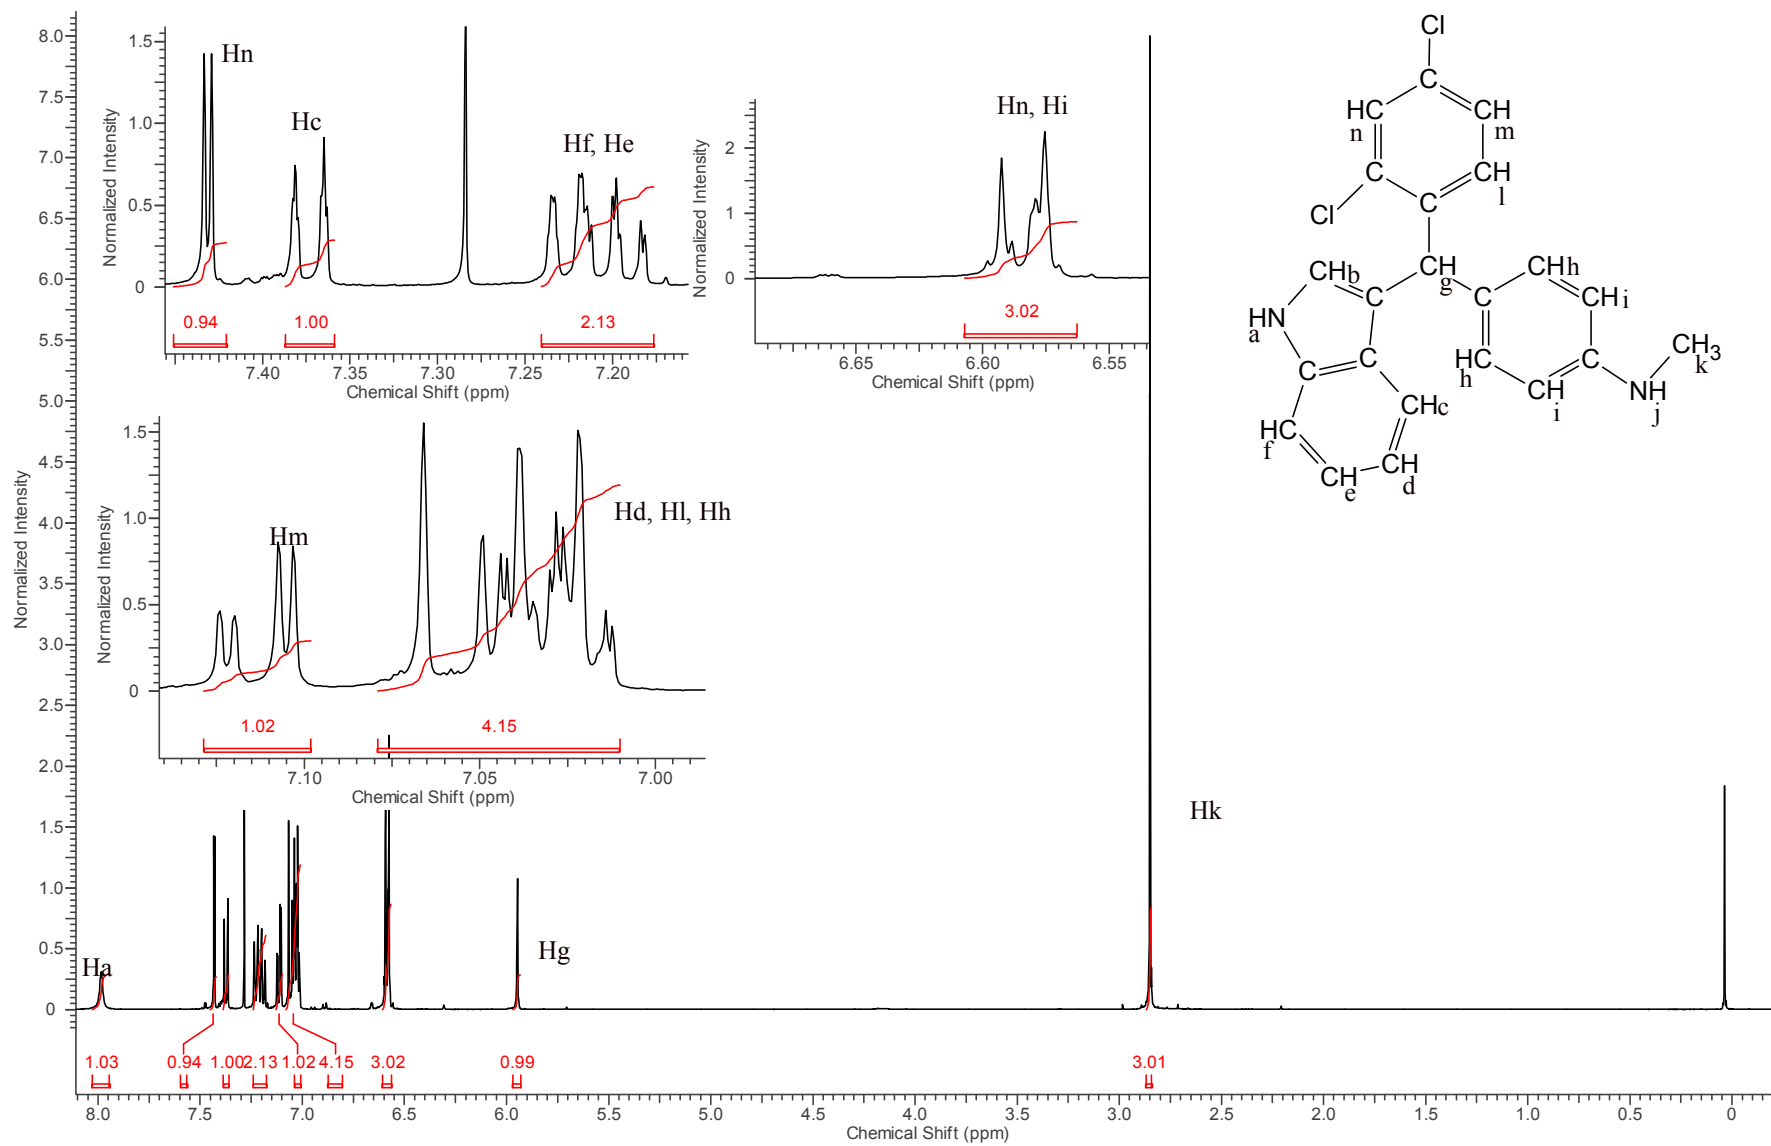 8.0
7.5
7.0
6.5
6.0
5.5
5.0
4.5
4.0
3.5
3.0
2.5
2.0
1.5
1.0
0.5
0
Normalized Intensity
1.5
1.0
0.5
0
Normalized Intensity
Hn
Hc
Hf, He
0.94
1.00
2.13
7.40
7.35
7.30
7.25
7.20
Chemical Shift (ppm)
2
1
0
Normalized Intensity
Hn, Hi
3.02
6.65
6.60
6.55
Chemical Shift (ppm)
1.5
1.0
0.5
0
Normalized Intensity
Hm
Hd, Hl, Hh
1.02
4.15
7.10
7.05
7.00
Chemical Shift (ppm)
Cl
C
HC
n
CH
m
C
CH
l
Cl
C
CH
b
CH
g
CH
h
C
C
CH
i
HN
a
C
C
HC
h
C
CH3
k
CH
c
CH
i
NH
j
HC
f
CH
e
CH
d
Ha
Hg
Hk
1.03
0.94
1.00
2.13
1.02
4.15
3.02
0.99
3.01
8.0
7.5
7.0
6.5
6.0
5.5
5.0
4.5
4.0
3.5
3.0
2.5
2.0
1.5
1.0
0.5
0
Chemical Shift (ppm)